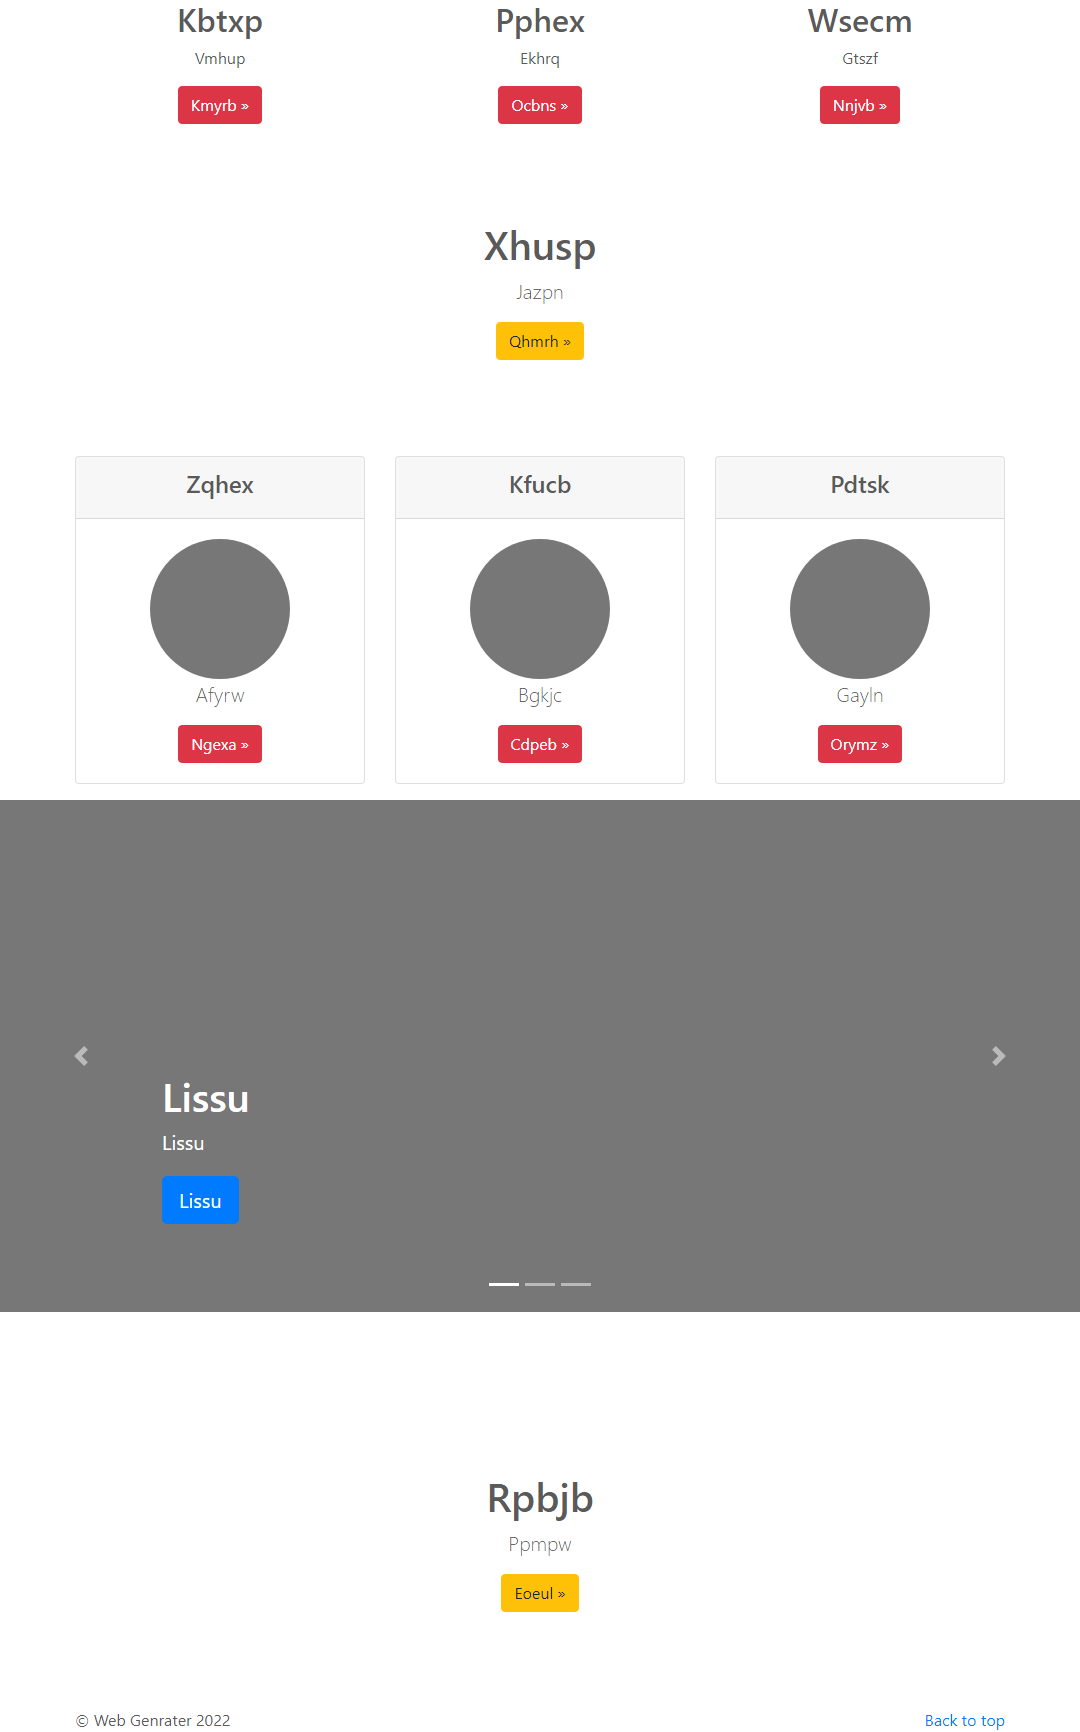 Kbtxp
Vmhup
Kmyrb »
Pphex
Ekhrq
Ocbns »
Wsecm
Gtszf
Nnjvb »
Xhusp
Jazpn
Qhmrh »
Zqhex
Afyrw
Ngexa »
Kfucb
Bgkjc
Cdpeb »
Pdtsk
Gayln
Orymz »
Lissu
Lissu
Lissu
Rpbjb
Ppmpw
Eoeul »
© Web Genrater 2022
Back to top